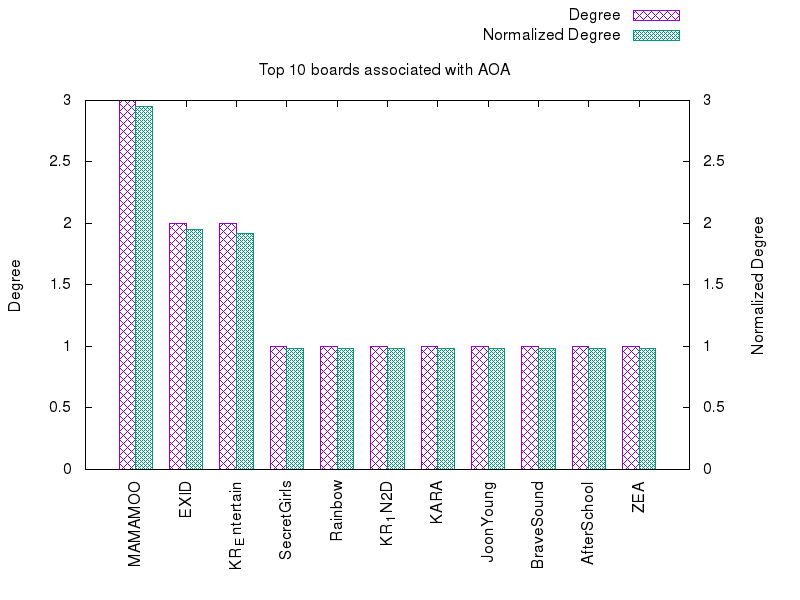 Degree
Normalized Degree
Top 10 boards associated with AOA
3
2.5
2
1.5
1
0.5
0
3
2.5
2
1.5
1
0.5
0
Degree
Normalized Degree
MAMAMOO
EXID
KREntertain
SecretGirls
Rainbow
KR1N2D
KARA
JoonYoung
BraveSound
AfterSchool
ZEA